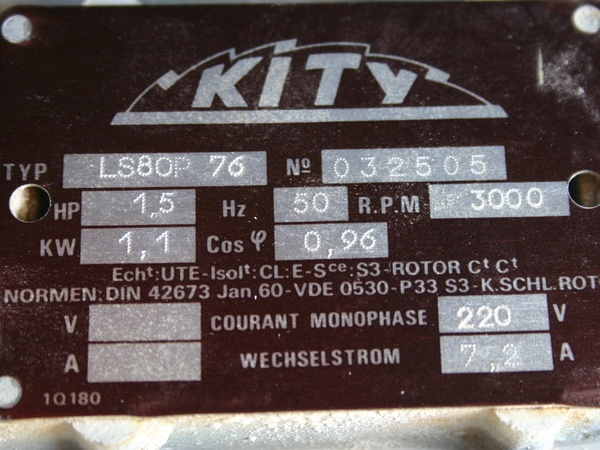 KITY
TYP LS80P 76 Nº 032505
HP 1,5 Hz 50 R.P.M 3000
KW 1,1 Cos φ 0,96
Echt:UTE-Isolt:CL:E-Sce:S3-ROTOR Ct Ct
NORMEN:DIN 42673 Jan,60-VDE 0530-P33 S3-K.SCHL.ROT
V COURANT MONOPHASE 220 V
A WECHSELSTROM 7,2 A
1Q180